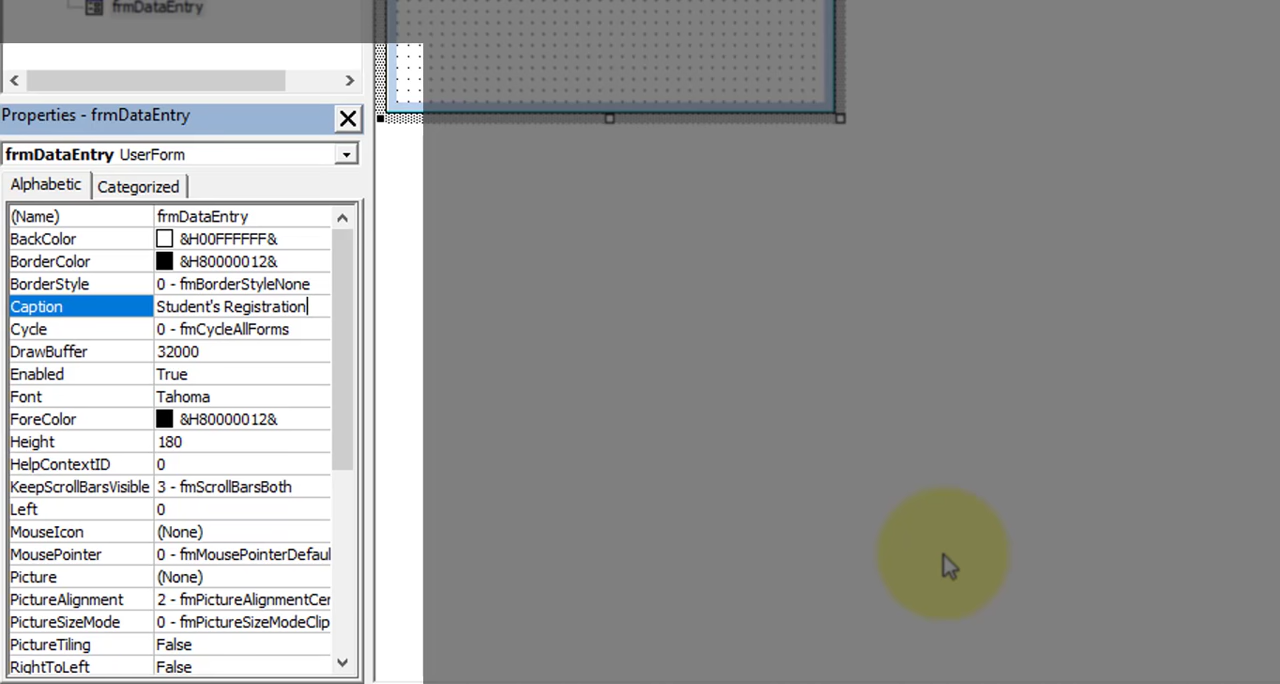 frmDataEntry
Properties - frmDataEntry
frmDataEntry UserForm
Alphabetic Categorized
(Name) frmDataEntry
BackColor &H00FFFFFF&
BorderColor &H80000012&
BorderStyle 0 - fmBorderStyleNone
Caption Student's Registration
Cycle 0 - fmCycleAllForms
DrawBuffer 32000
Enabled True
Font Tahoma
ForeColor &H80000012&
Height 180
HelpContextID 0
KeepScrollBarsVisible 3 - fmScrollBarsBoth
Left 0
MouseIcon (None)
MousePointer 0 - fmMousePointerDefaul
Picture (None)
PictureAlignment 2 - fmPictureAlignmentCer
PictureSizeMode 0 - fmPictureSizeModeClip
PictureTiling False
RightToLeft False